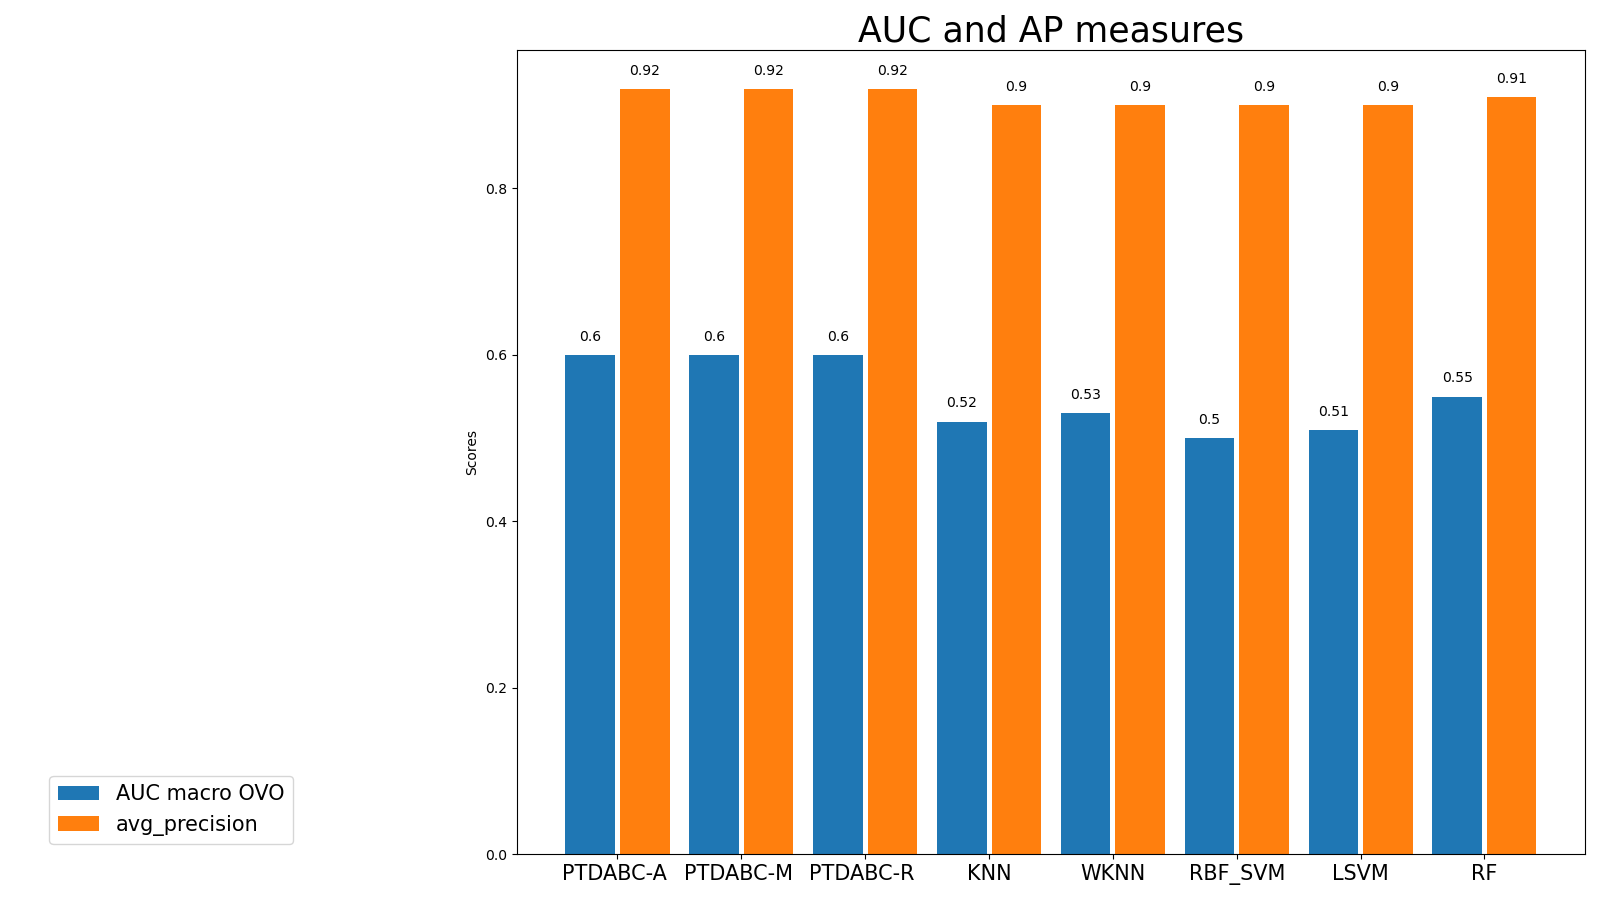 AUC and AP measures
0.92
0.92
0.92
0.9
0.9
0.9
0.9
0.91
0.6
0.6
0.6
0.52
0.53
0.5
0.51
0.55
0.8
0.6
0.4
0.2
0.0
Scores
PTDABC-A
PTDABC-M
PTDABC-R
KNN
WKNN
RBF_SVM
LSVM
RF
AUC macro OVO
avg_precision